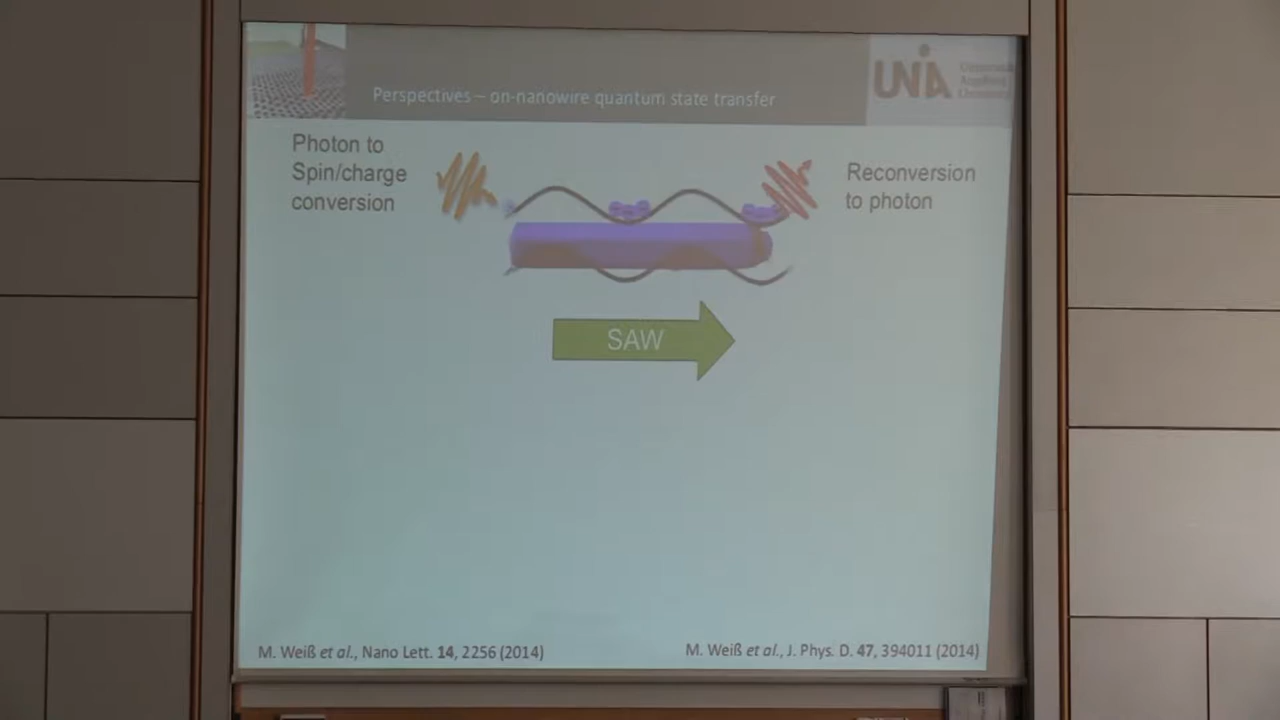 Perspectives – on-nanowire quantum state transfer
UNIA
Photon to
Spin/charge
conversion
Reconversion
to photon
SAW
M. Weiß et al., Nano Lett. 14, 2256 (2014)
M. Weiß et al., J. Phys. D. 47, 394011 (2014)